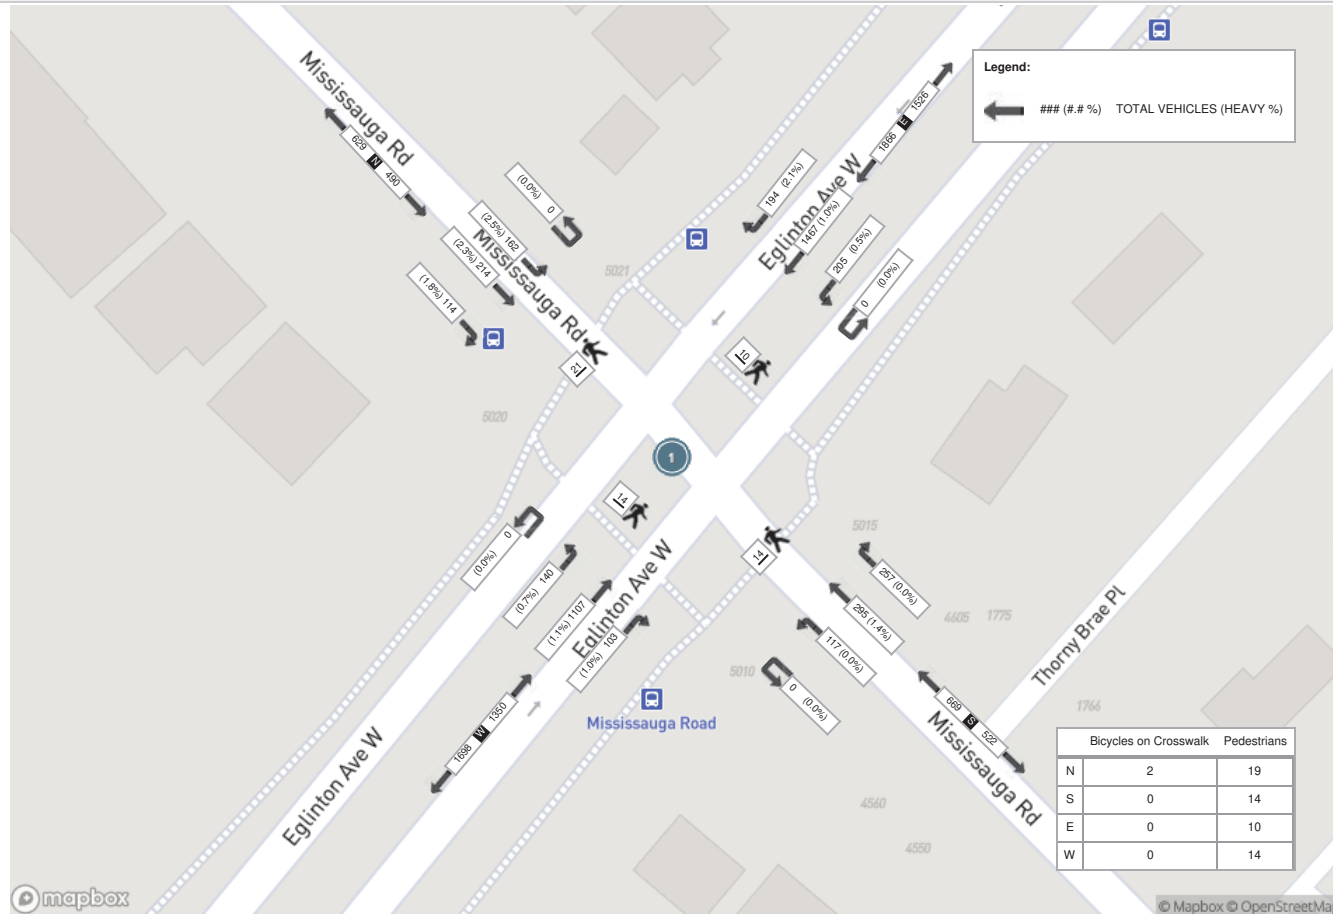 Legend:
### (#.# %) TOTAL VEHICLES (HEAVY %)
Mississauga Rd
629 N 490
(0.0%) 0
(2.5%) 162
(2.3%) 214
(1.8%) 114
Mississauga Rd
21
5021
5020
1866 E 1526
Eglinton Ave W
194 (2.1%)
1467 (1.0%)
205 (0.5%)
0 (0.0%)
10
1
14
14
(0.0%) 0
(0.7%) 140
(1.1%) 1107
(1.0%) 103
Eglinton Ave W
1698 W 1350
Eglinton Ave W
Mississauga Road
5015
257 (0.0%)
295 (1.4%)
117 (0.0%)
0 (0.0%)
5010
4605
1775
Thorny Brae Pl
1766
669 S 522
Mississauga Rd
4560
4550
Bicycles on Crosswalk Pedestrians
N 2 19
S 0 14
E 0 10
W 0 14
mapbox
© Mapbox © OpenStreetMa